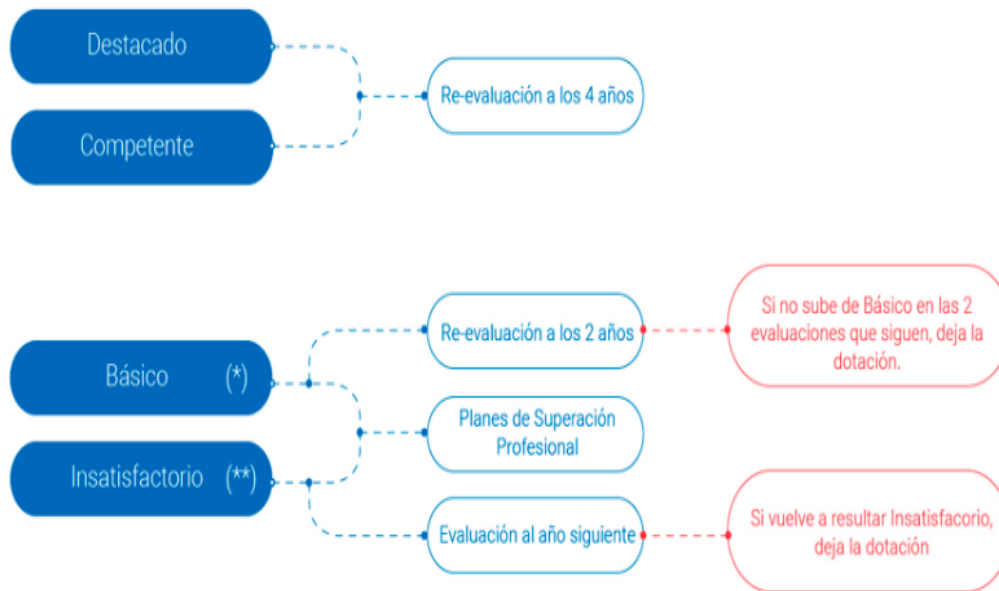 Destacado
Re-evaluación a los 4 años
Competente
Re-evaluación a los 2 años
Si no sube de Básico en las 2
evaluaciones que siguen, deja la
dotación.
Básico (*)
Planes de Superación
Profesional
Insatisfactorio (**)
Evaluación al año siguiente
Si vuelve a resultar Insatisfacorio,
deja la dotación